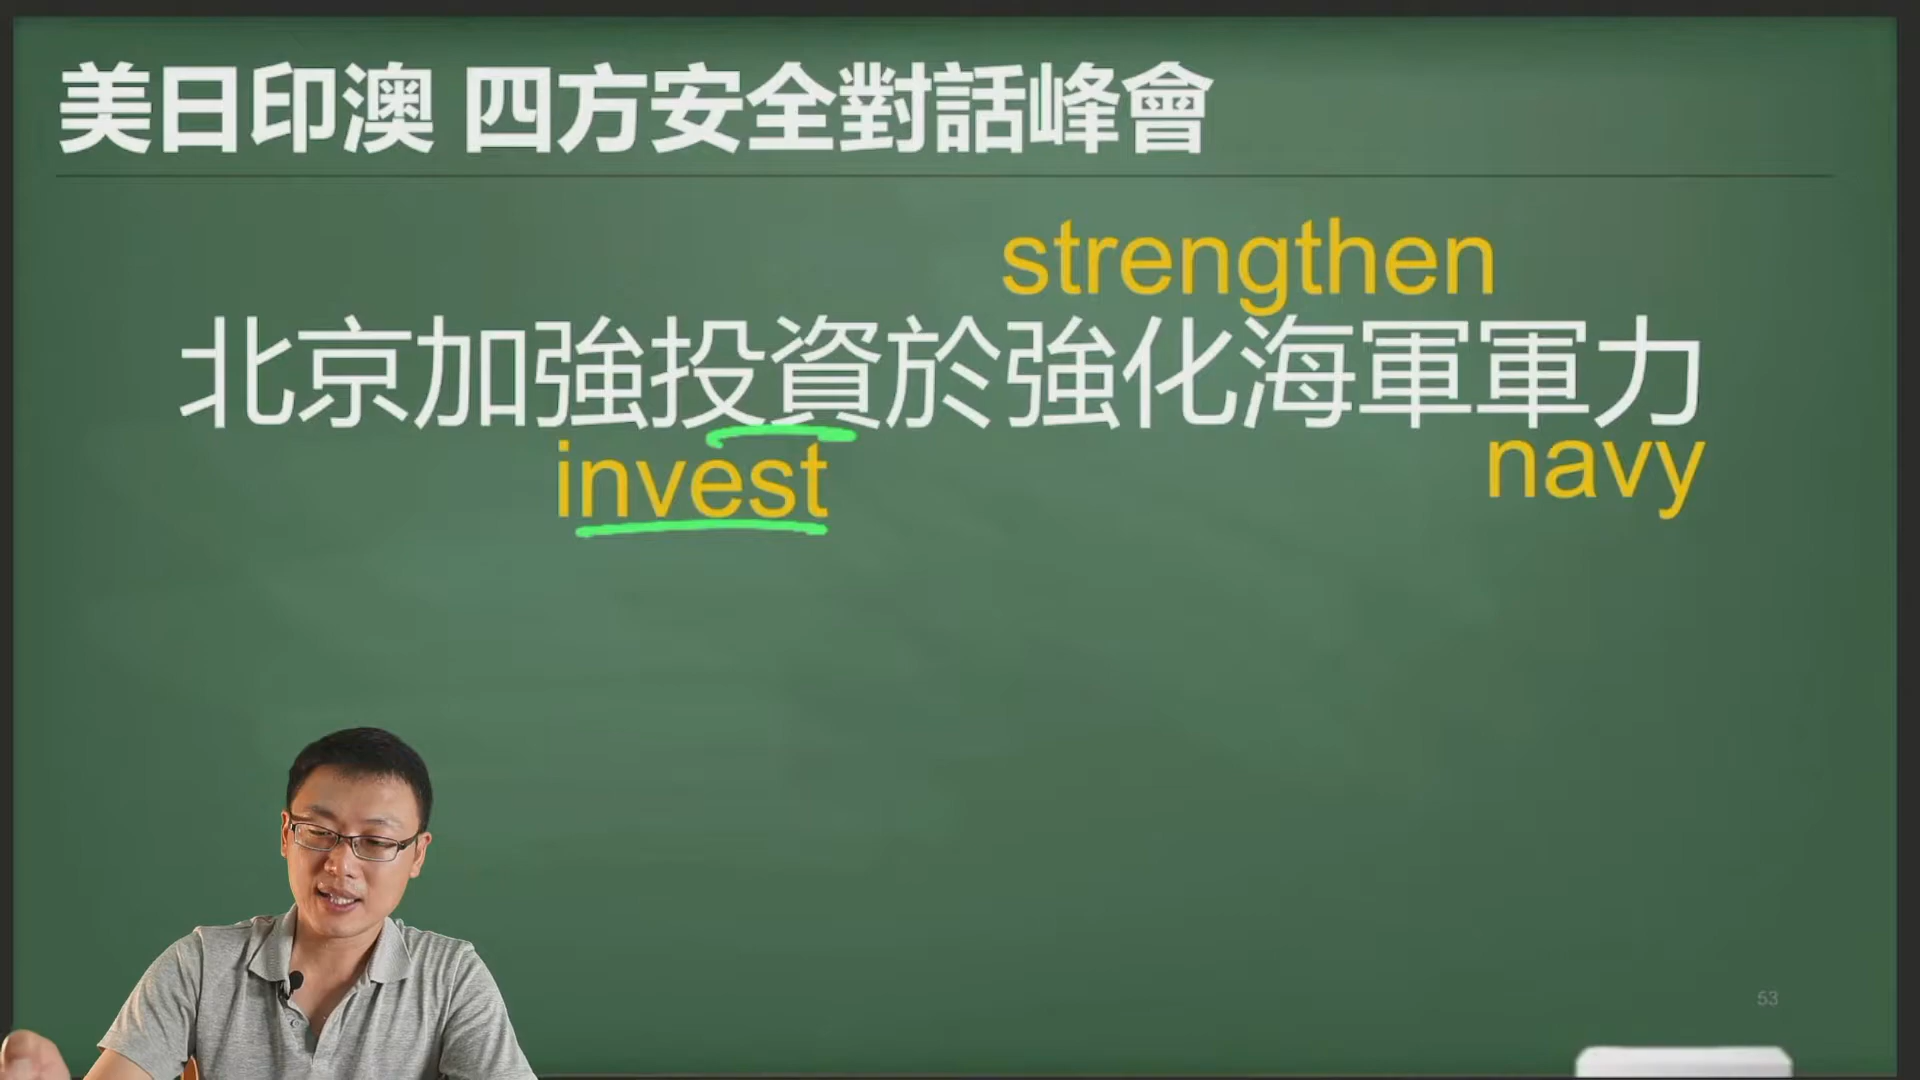 美日印澳 四方安全對話峰會
strengthen
北京加強投資於強化海軍軍力
invest
navy
53